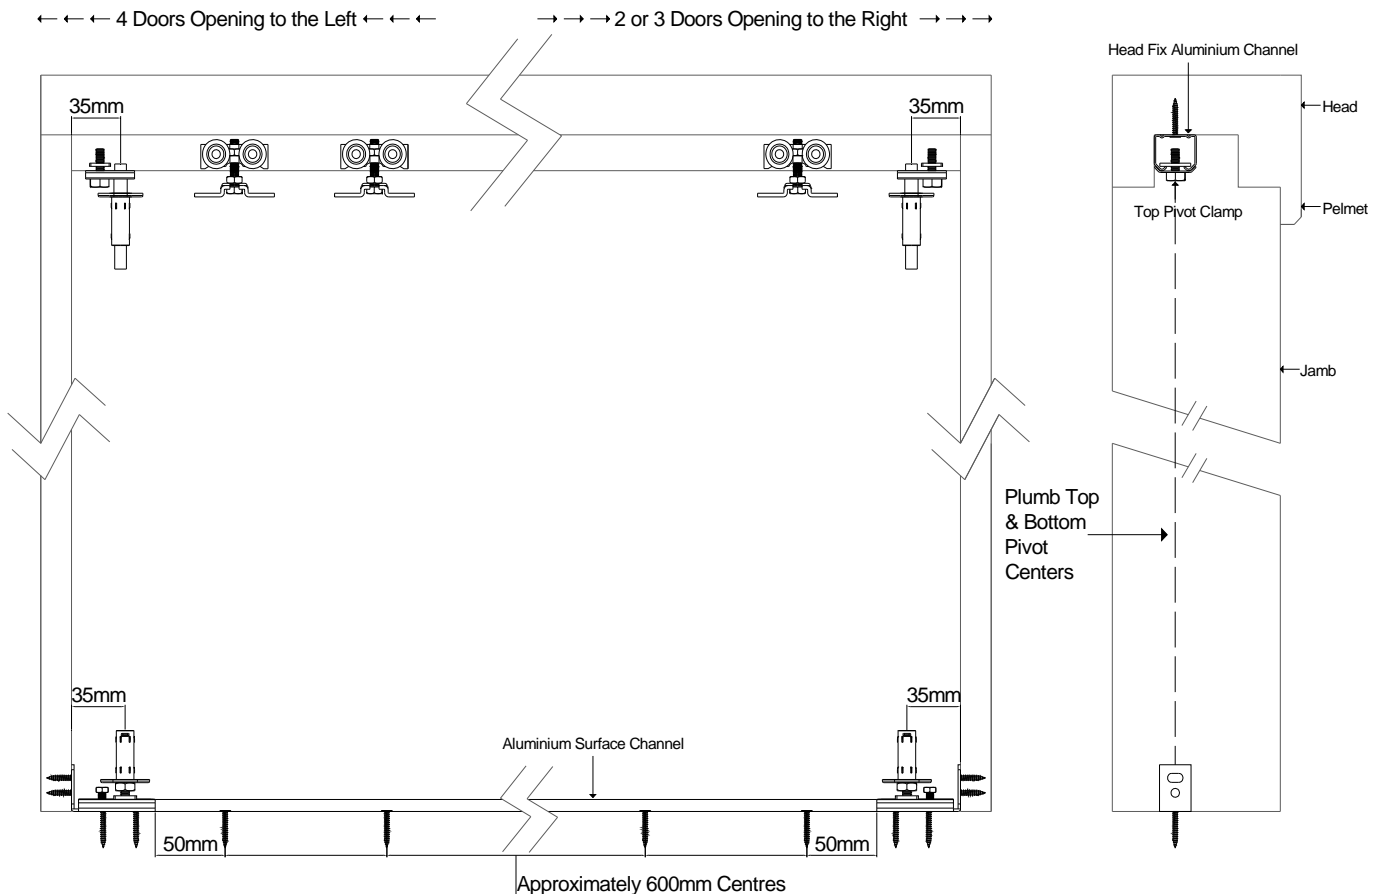 4 Doors Opening to the Left
2 or 3 Doors Opening to the Right
Head Fix Aluminium Channel
35mm
35mm
Head
Top Pivot Clamp
Pelmet
Jamb
Plumb Top
& Bottom
Pivot
Centers
35mm
35mm
Aluminium Surface Channel
50mm
50mm
Approximately 600mm Centres